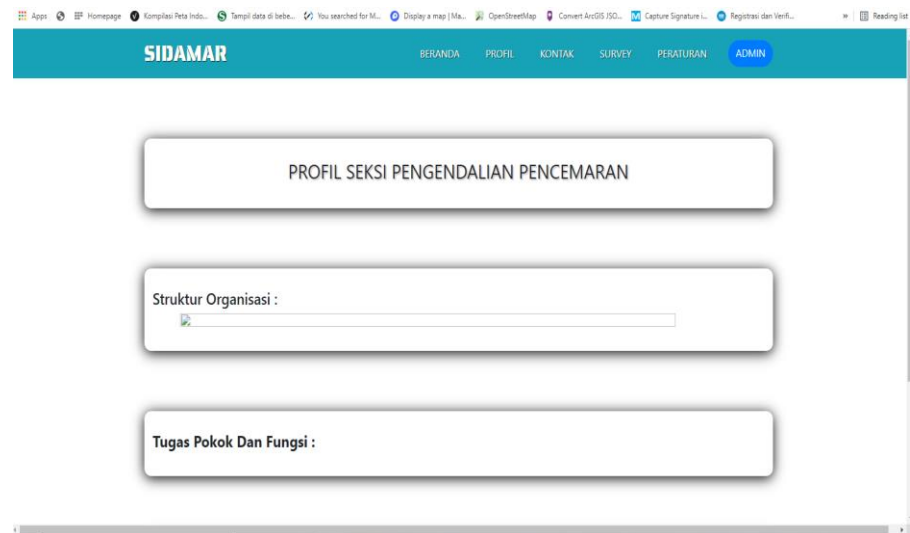 Apps Homepage Kompilasi Peta Indo... Tampil data di bebe... You searched for M... Display a map | Ma... OpenStreetMap Convert ArcGIS JSO... Capture Signature i... Registrasi dan Verifi... » Reading list
SIDAMAR BERANDA PROFIL KONTAK SURVEY PERATURAN ADMIN
PROFIL SEKSI PENGENDALIAN PENCEMARAN
Struktur Organisasi :
Tugas Pokok Dan Fungsi :